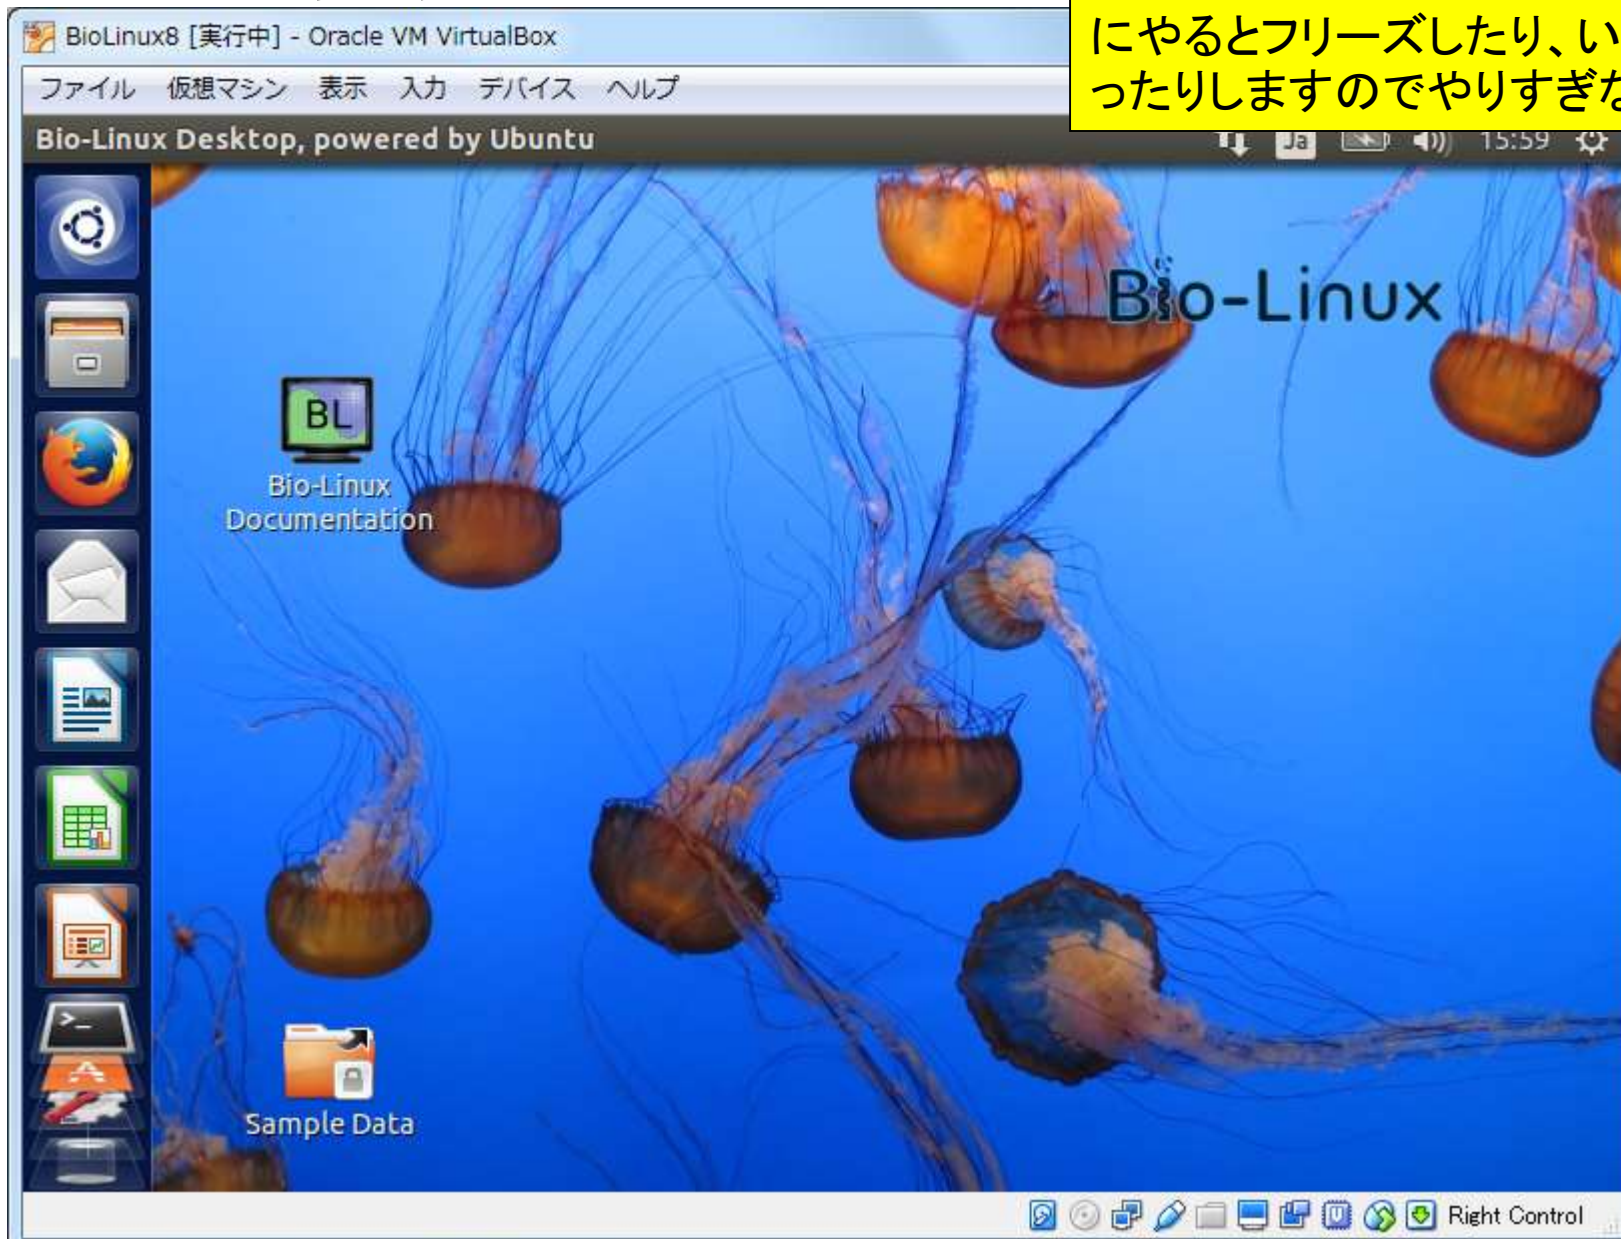 BioLinux8 [実行中] - Oracle VM VirtualBox
にやるとフリーズしたり、い
ったりしますのでやりすぎな
ファイル 仮想マシン 表示 入力 デバイス ヘルプ
Bio-Linux Desktop, powered by Ubuntu
Ja 15:59
Bio-Linux
BL
Bio-Linux
Documentation
>_
Sample Data
Right Control